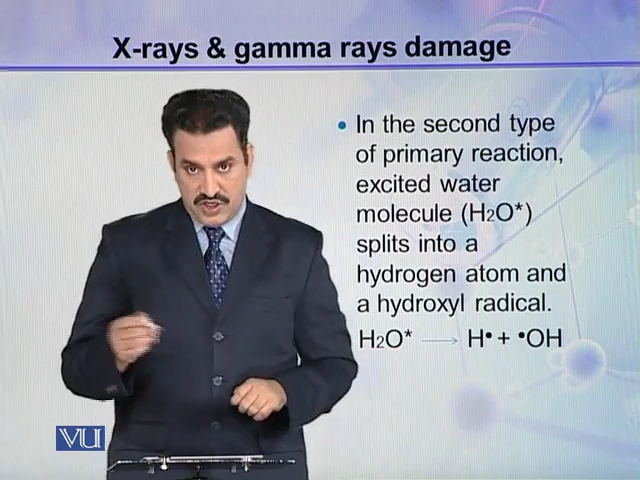 X-rays & gamma rays damage
• In the second type
of primary reaction,
excited water
molecule (H₂O*)
splits into a
hydrogen atom and
a hydroxyl radical.
H₂O* → H• + •OH
VU